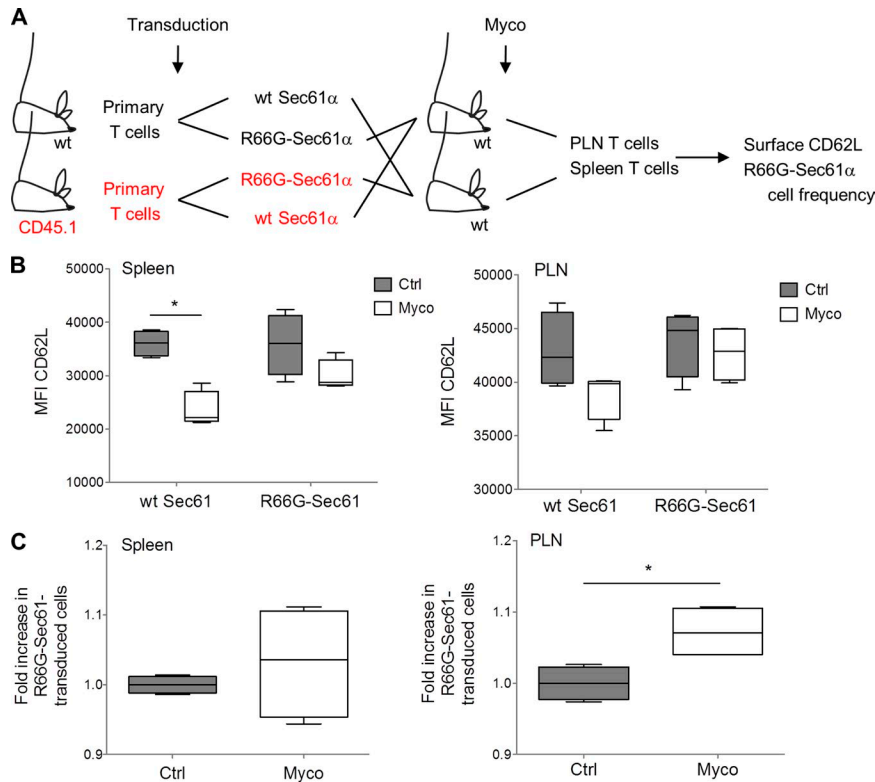 A
Transduction
Myco
Primary
T cells
wt
Primary
T cells
CD45.1
wt Sec61α
R66G-Sec61α
R66G-Sec61α
wt Sec61α
wt
wt
PLN T cells
Spleen T cells
Surface CD62L
R66G-Sec61α
cell frequency
B
Spleen
MFI CD62L
50000
40000
30000
20000
10000
*
Ctrl
Myco
wt Sec61
R66G-Sec61
PLN
MFI CD62L
50000
45000
40000
35000
30000
Ctrl
Myco
wt Sec61
R66G-Sec61
C
Spleen
Fold increase in
R66G-Sec61-
transduced cells
1.2
1.1
1.0
0.9
Ctrl
Myco
PLN
Fold increase in
R66G-Sec61-
transduced cells
1.2
1.1
1.0
0.9
*
Ctrl
Myco